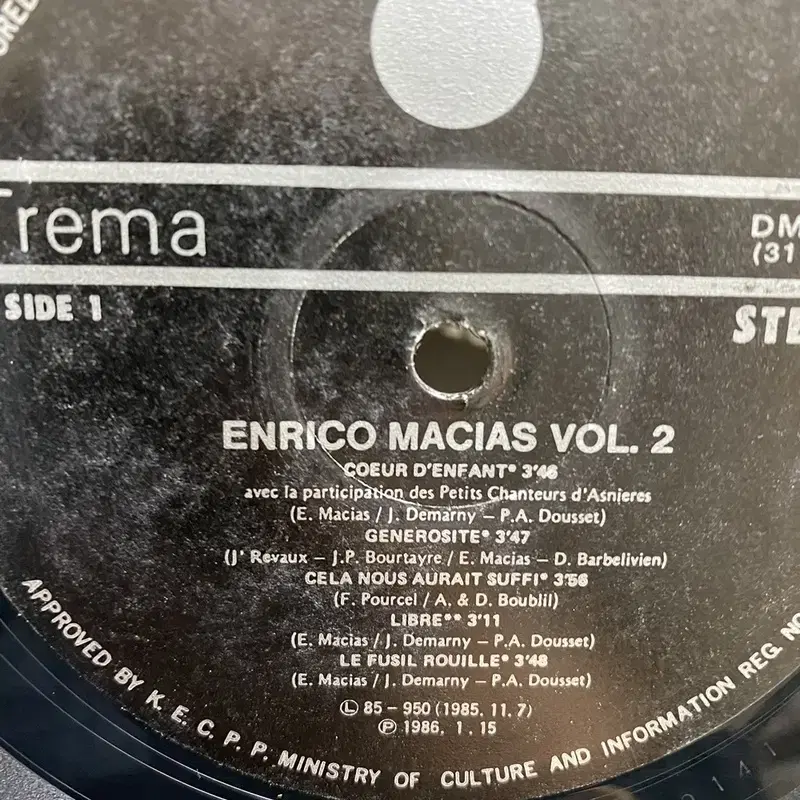 Trema
DM
(31
SIDE 1
STE
ENRICO MACIAS VOL. 2
COEUR D'ENFANT* 3'46
avec la participation des Petits Chanteurs d'Asnieres
(E. Macias / J. Demarny – P.A. Dousset)
GENEROSITE* 3'47
(J' Revaux – J.P. Bourtayre / E. Macias – D. Barbelivien)
CELA NOUS AURAIT SUFFI* 3'56
(F. Pourcel / A. & D. Boublil)
LIBRE** 3'11
(E. Macias / J. Demarny – P.A. Dousset)
LE FUSIL ROUILLE* 3'48
(E. Macias / J. Demarny – P.A. Dousset)
Ⓛ 85 - 950 (1985. 11. 7)
Ⓟ 1986. 1. 15
APPROVED BY K. E. C. P. P. MINISTRY OF CULTURE AND INFORMATION REG. NO